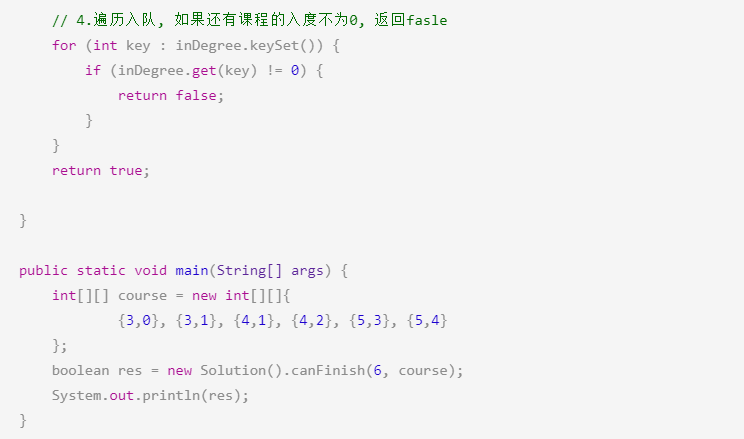 // 4.遍历入队, 如果还有课程的入度不为0, 返回fasle
for (int key : inDegree.keySet()) {
if (inDegree.get(key) != 0) {
return false;
}
}
return true;
}
public static void main(String[] args) {
int[][] course = new int[][]{
{3,0}, {3,1}, {4,1}, {4,2}, {5,3}, {5,4}
};
boolean res = new Solution().canFinish(6, course);
System.out.println(res);
}